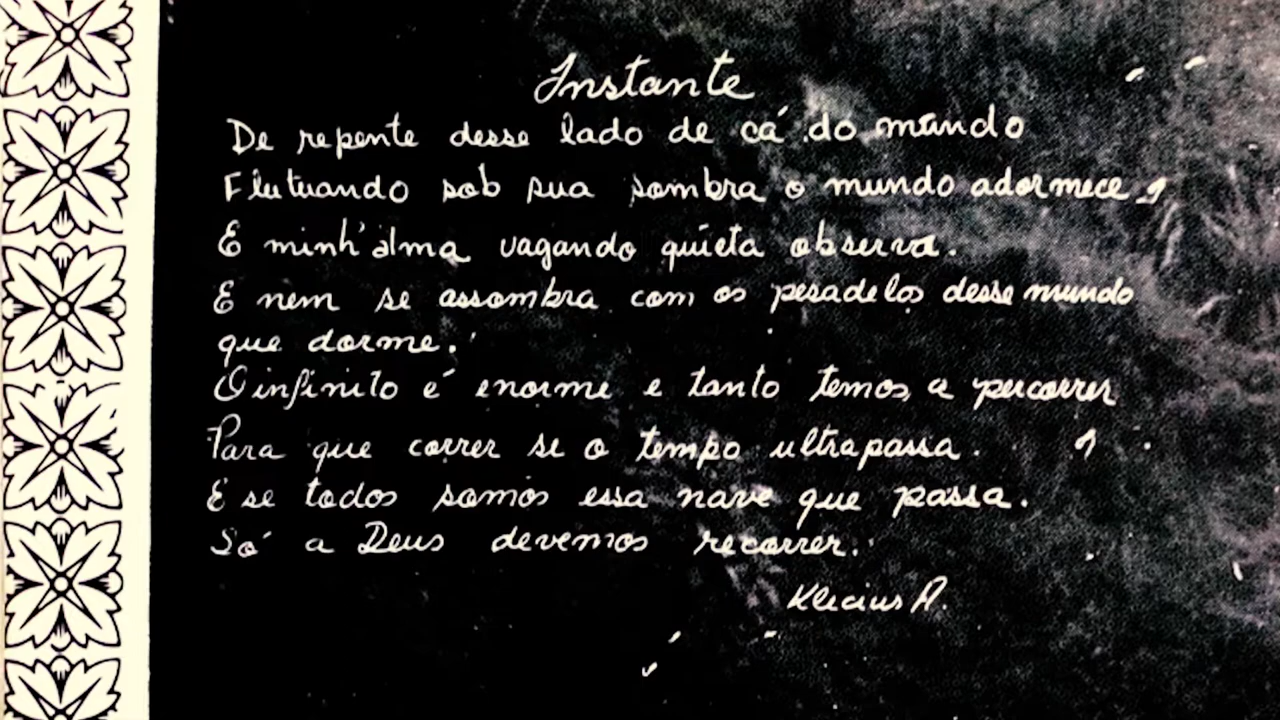 Instante
De repente desse lado de cá do mundo
Flutuando sob sua sombra o mundo adormece,
E minh'alma vagando quieta observa.
E nem se assombra com os pesadelos desse mundo
que dorme.
O infinito é enorme e tanto temos a percorrer
Para que correr se o tempo ultrapassa.
E se todos somos essa nave que passa.
Só a Deus devemos recorrer.
Klecius A.